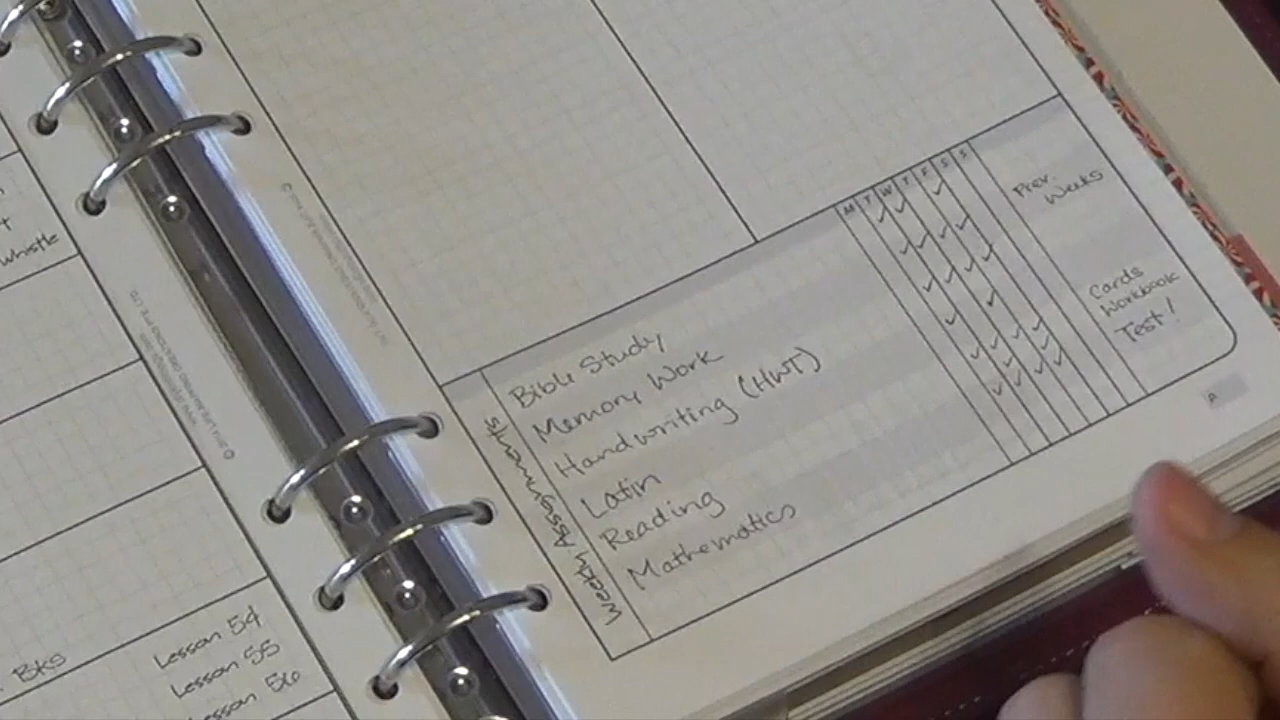 t
whistle
Bks
Lesson 54
Lesson 55
Lesson 56
M T W T F S S
Weekly Assignments
Bible Study
Memory Work
Handwriting (HWT)
Latin
Reading
Mathematics
Prev.
Weeks
Cards
Workbook
Test!